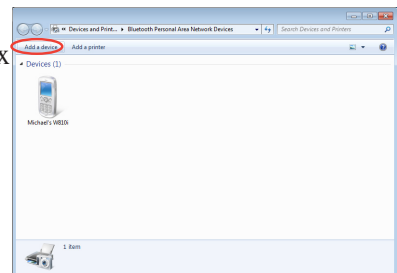 « Devices and Print... ▸ Bluetooth Personal Area Network Devices
Search Devices and Printers
Add a device
Add a printer
x
Devices (1)
Michael's W810i
1 item